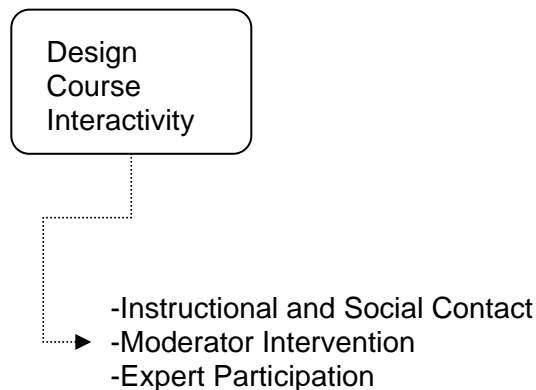 Design
Course
Interactivity
-Instructional and Social Contact
-Moderator Intervention
-Expert Participation